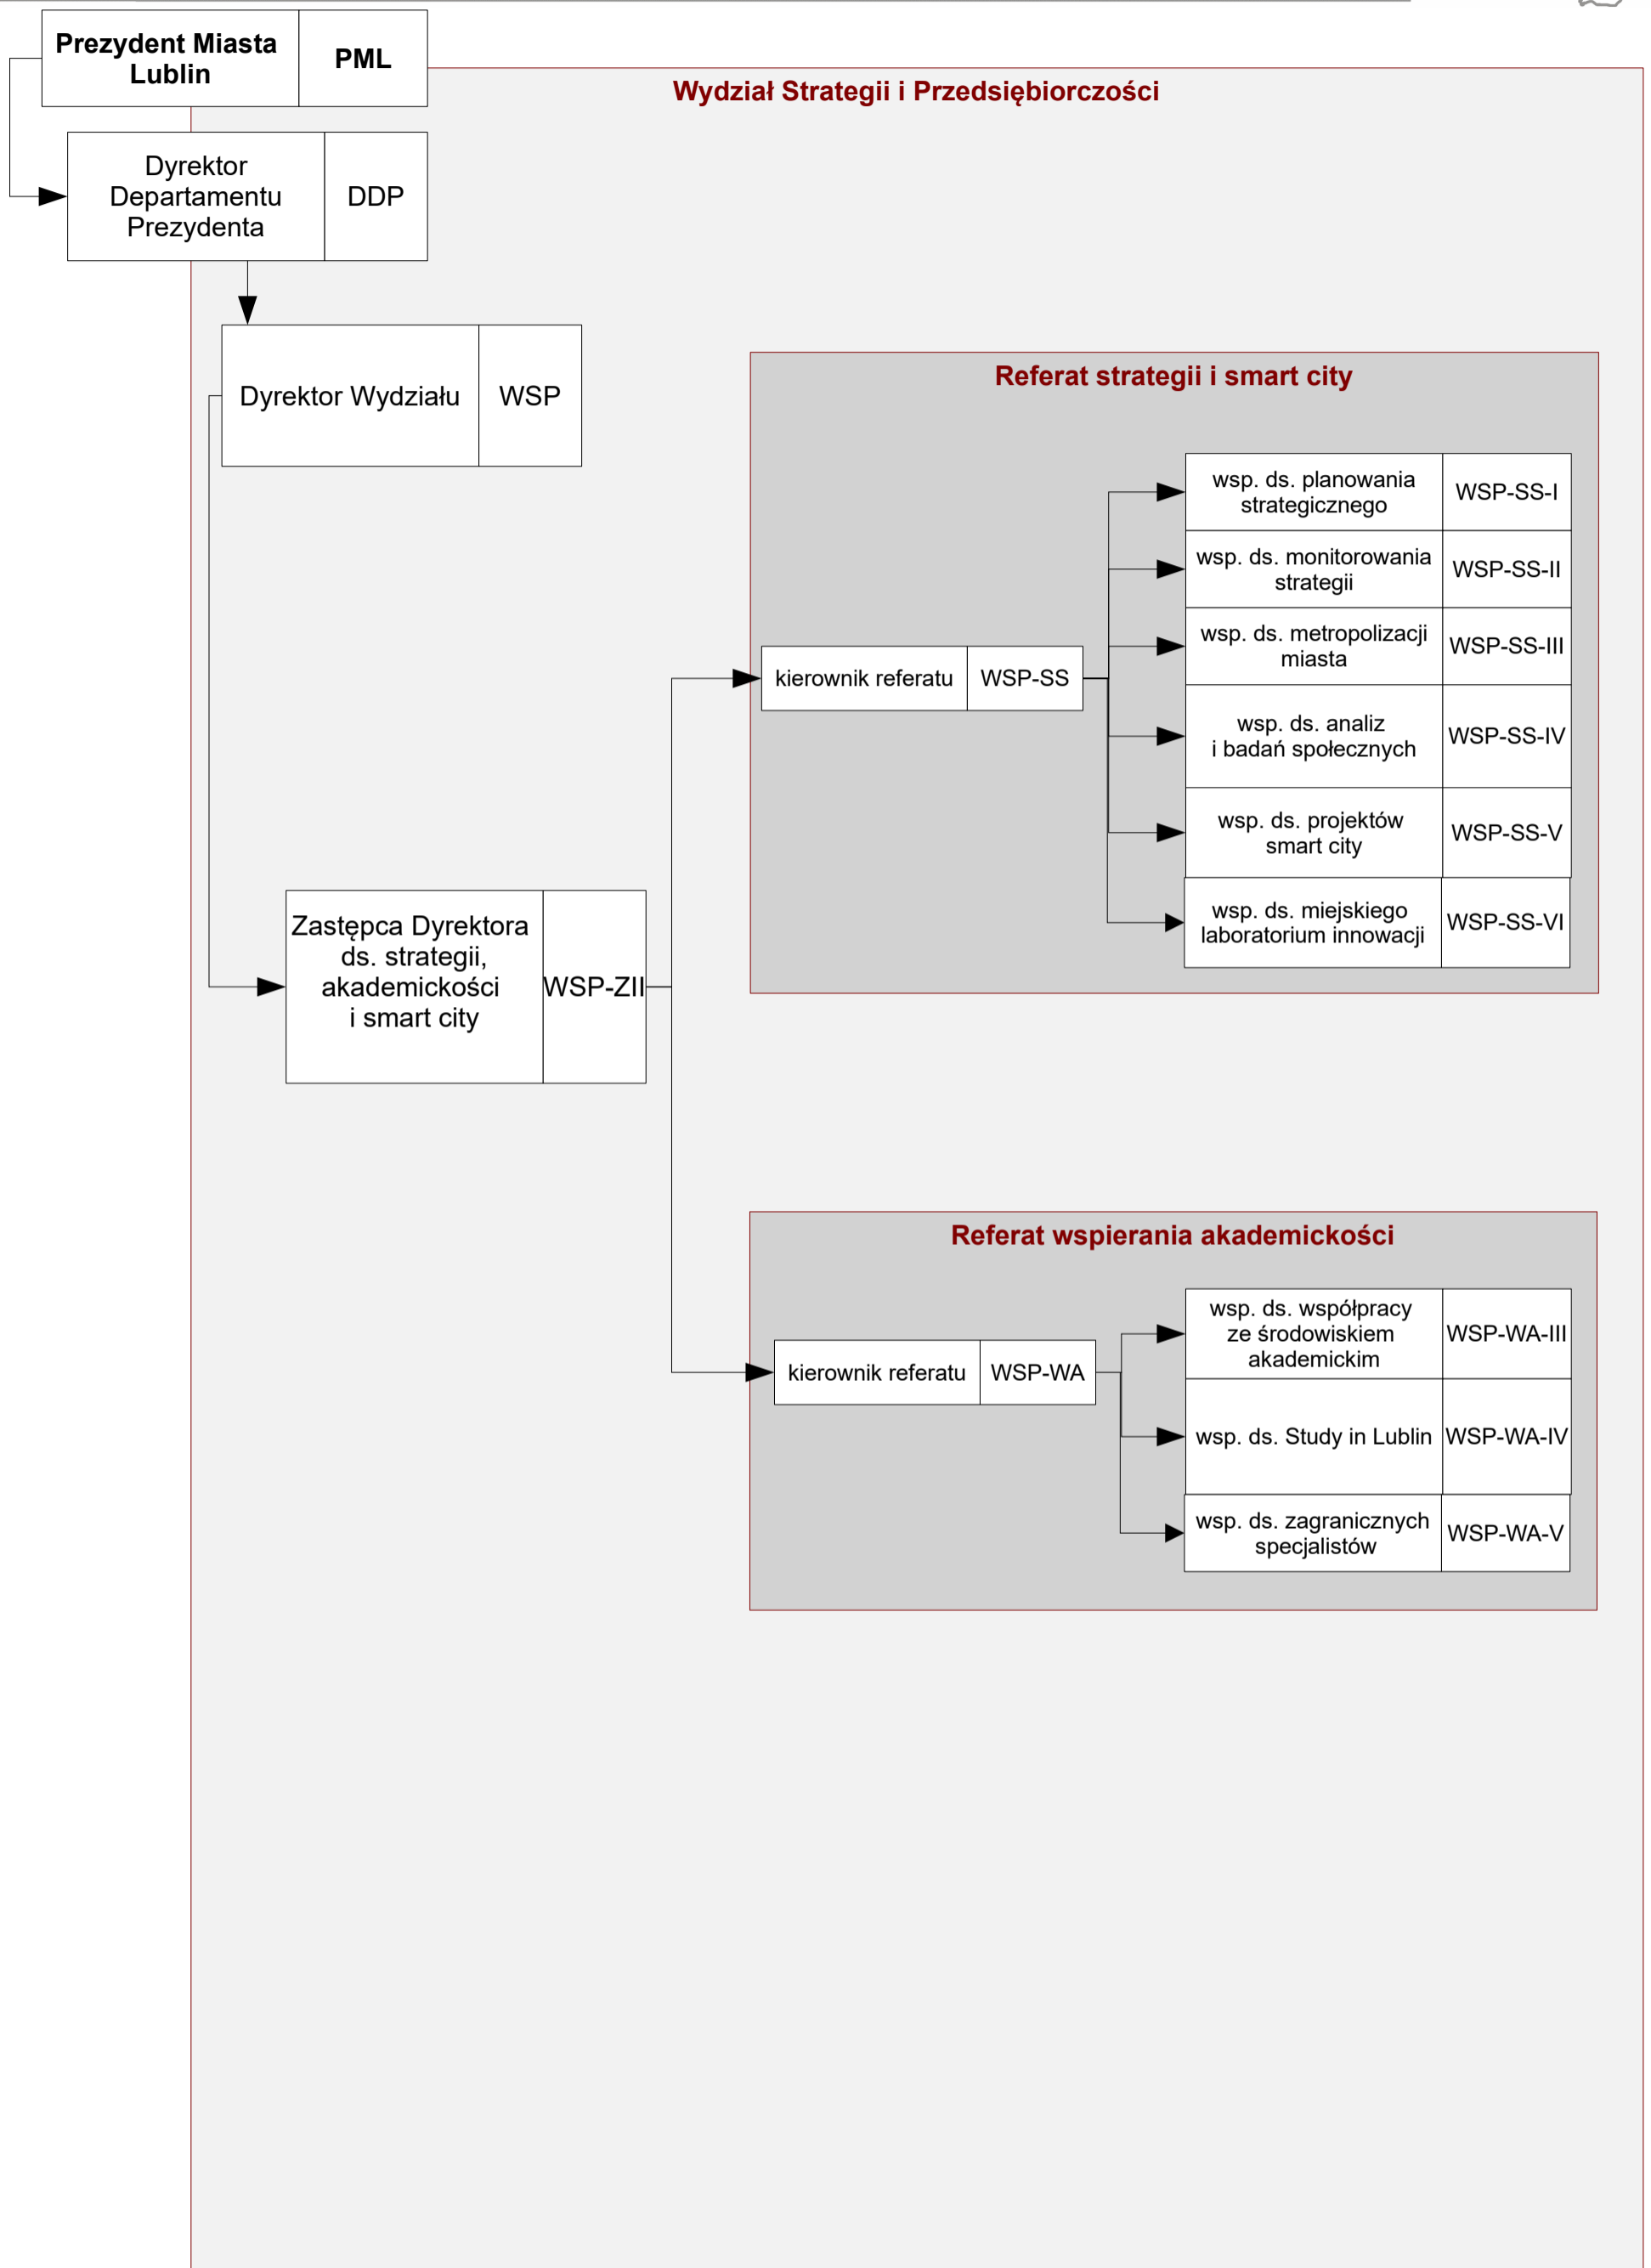 Prezydent Miasta
Lublin
PML
Wydział Strategii i Przedsiębiorczości
Dyrektor
Departamentu
Prezydenta
DDP
Dyrektor Wydziału
WSP
Referat strategii i smart city
wsp. ds. planowania
strategicznego
WSP-SS-I
wsp. ds. monitorowania
strategii
WSP-SS-II
wsp. ds. metropolizacji
miasta
WSP-SS-III
kierownik referatu
WSP-SS
wsp. ds. analiz
i badań społecznych
WSP-SS-IV
wsp. ds. projektów
smart city
WSP-SS-V
wsp. ds. miejskiego
laboratorium innowacji
WSP-SS-VI
Zastępca Dyrektora
ds. strategii,
akademickości
i smart city
WSP-ZII
Referat wspierania akademickości
wsp. ds. współpracy
ze środowiskiem
akademickim
WSP-WA-III
kierownik referatu
WSP-WA
wsp. ds. Study in Lublin
WSP-WA-IV
wsp. ds. zagranicznych
specjalistów
WSP-WA-V